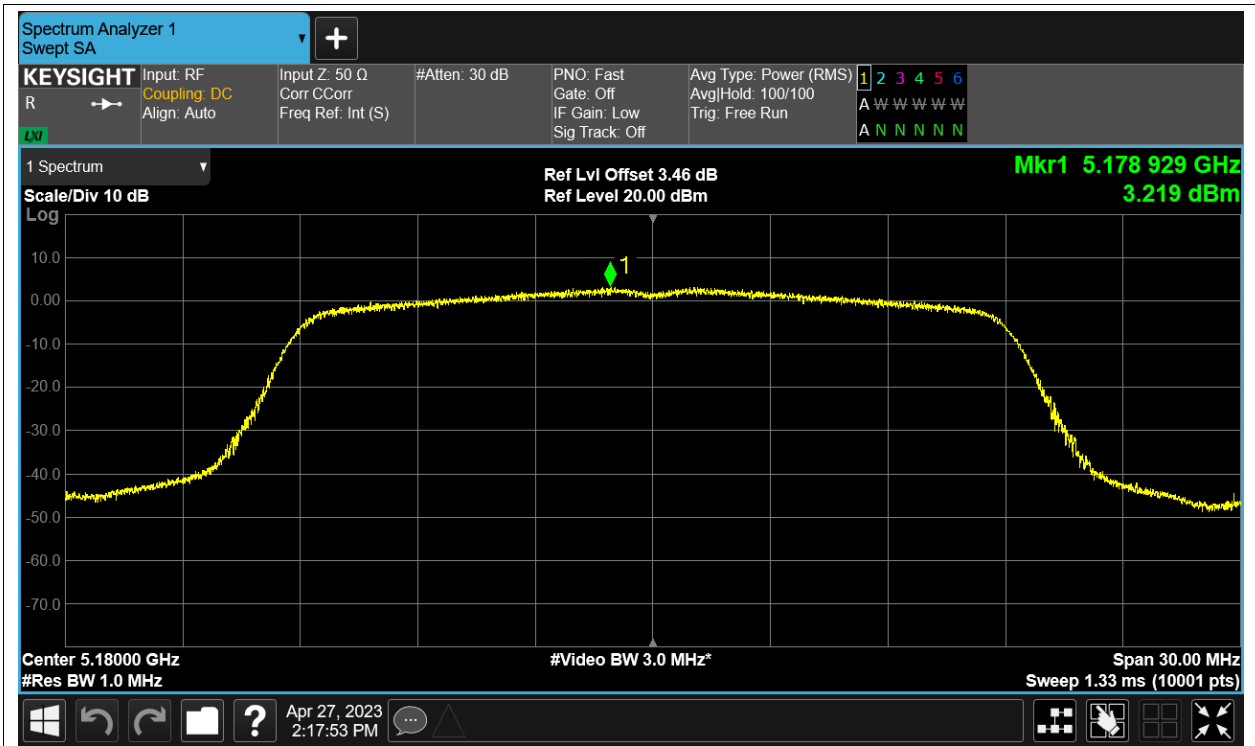 Spectrum Analyzer 1
Swept SA
+
KEYSIGHT
R
LXI
Input: RF
Coupling: DC
Align: Auto
Input Z: 50 Ω
Corr CCorr
Freq Ref: Int (S)
#Atten: 30 dB
PNO: Fast
Gate: Off
IF Gain: Low
Sig Track: Off
Avg Type: Power (RMS)
Avg|Hold: 100/100
Trig: Free Run
1 2 3 4 5 6
A W W W W W
A N N N N N
1 Spectrum
Scale/Div 10 dB
Ref Lvl Offset 3.46 dB
Ref Level 20.00 dBm
Mkr1 5.178 929 GHz
3.219 dBm
Log
10.0
0.00
-10.0
-20.0
-30.0
-40.0
-50.0
-60.0
-70.0
1
Center 5.18000 GHz
#Res BW 1.0 MHz
#Video BW 3.0 MHz*
Span 30.00 MHz
Sweep 1.33 ms (10001 pts)
?
Apr 27, 2023
2:17:53 PM